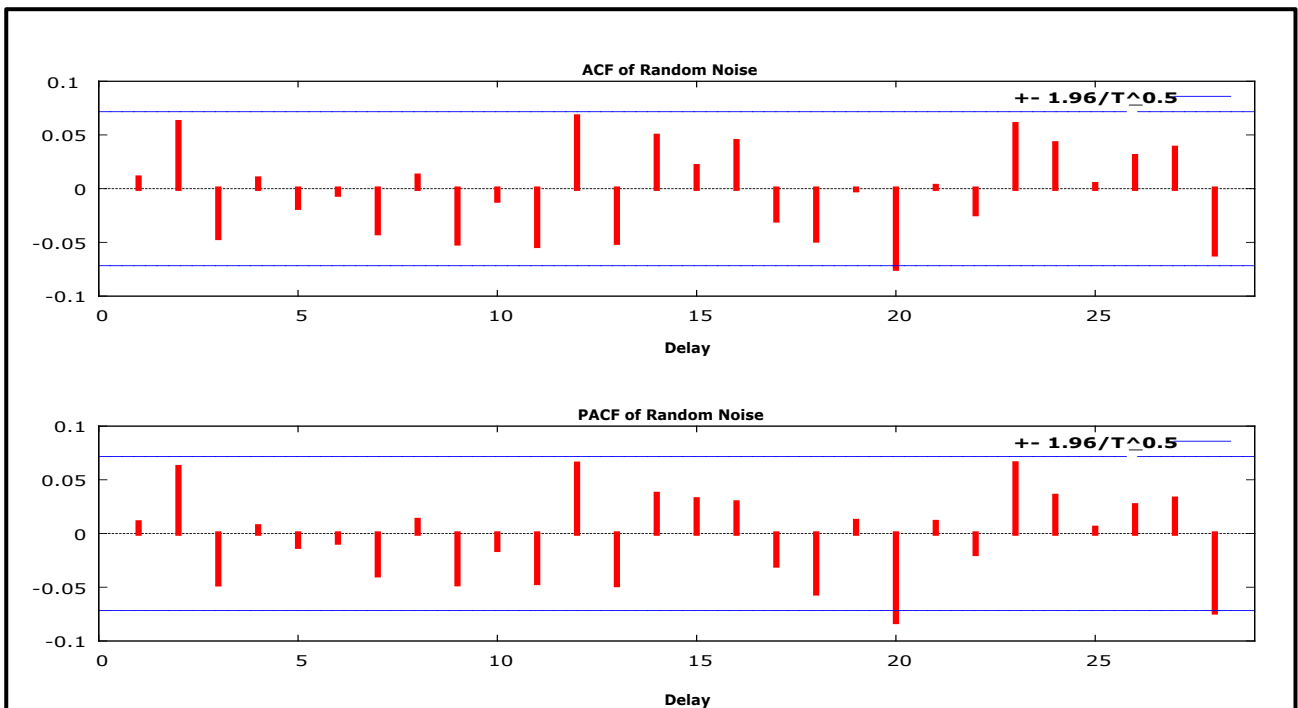 ACF of Random Noise
0.1
+- 1.96/T^0.5
0.05
0
-0.05
-0.1
0 5 10 15 20 25
Delay
PACF of Random Noise
0.1
+- 1.96/T^0.5
0.05
0
-0.05
-0.1
0 5 10 15 20 25
Delay